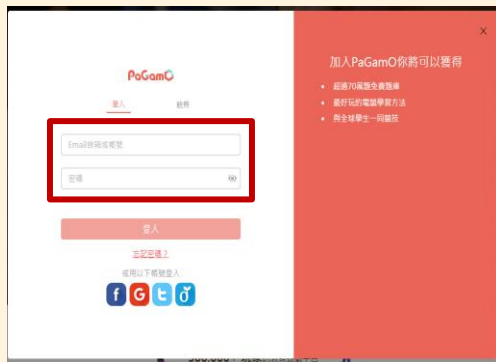 PaGamO
登入 註冊
Email信箱或帳號
密碼
登入
忘記密碼？
或用以下帳號登入
f G t
X
加入PaGamO你將可以獲得
超過70萬題免費題庫
最好玩的電競學習方法
與全球學生一同競技